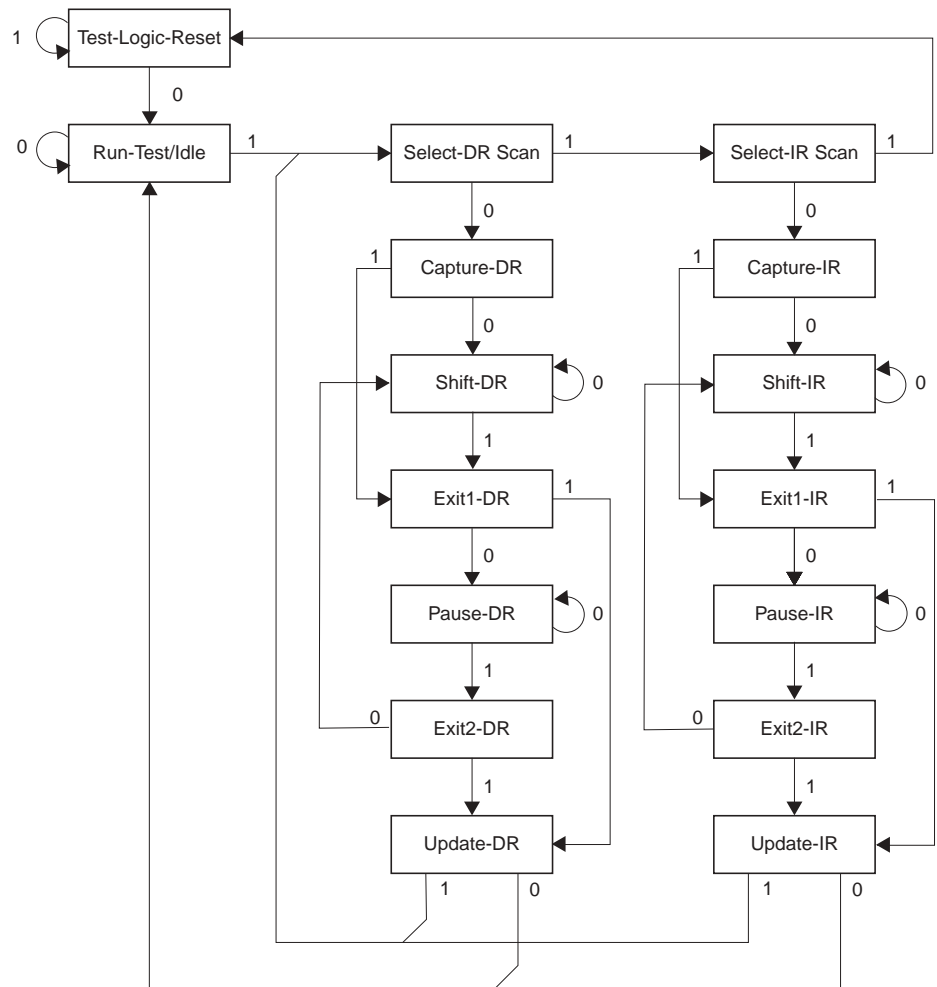 1
Test-Logic-Reset
0
0
Run-Test/Idle
1
Select-DR Scan
1
Select-IR Scan
1
0
0
1
Capture-DR
1
Capture-IR
0
0
Shift-DR
0
Shift-IR
0
1
1
Exit1-DR
1
Exit1-IR
1
0
0
Pause-DR
0
Pause-IR
0
1
1
0
Exit2-DR
0
Exit2-IR
1
1
Update-DR
Update-IR
1
0
1
0